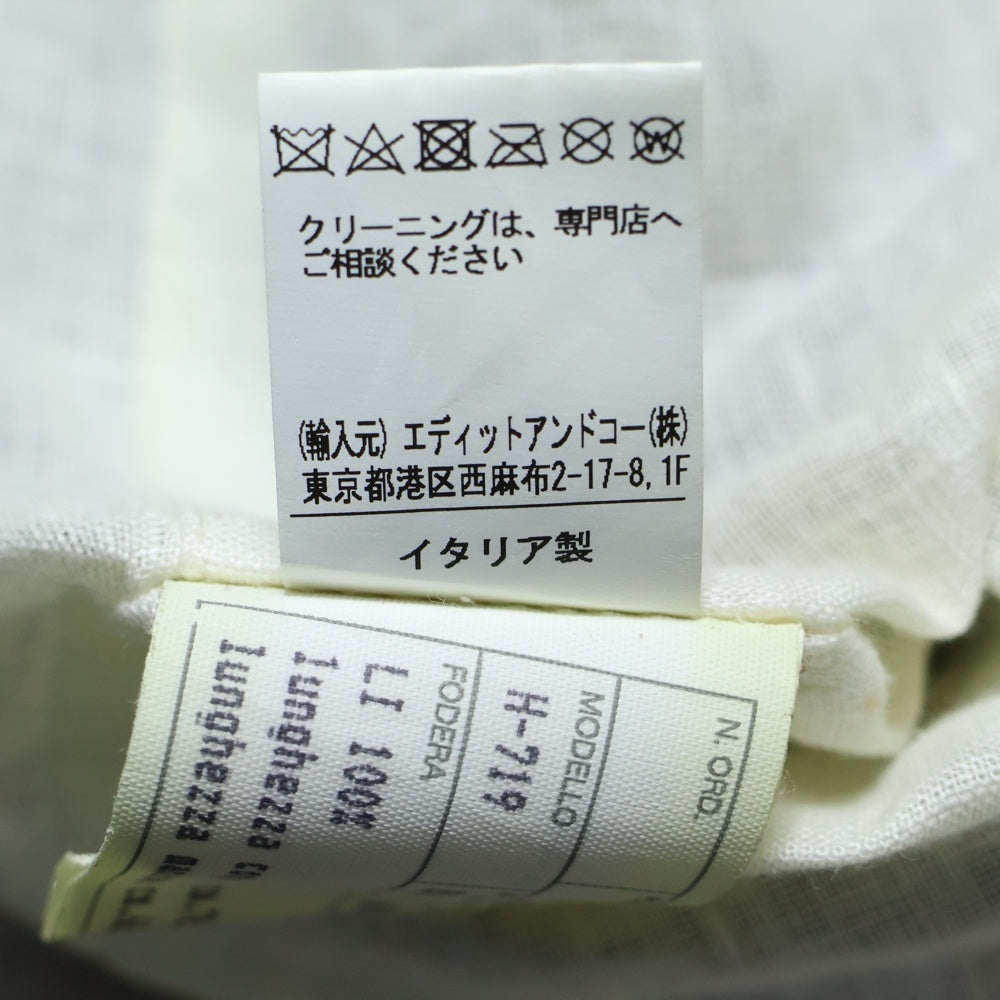 クリーニングは、専門店へ
ご相談ください
(輸入元) エディットアンドコー(株)
東京都港区西麻布2-17-8, 1F
イタリア製
N. ORD.
MODELLO
H-719
FODERA
LI 100%
lunghezza
lunghezza